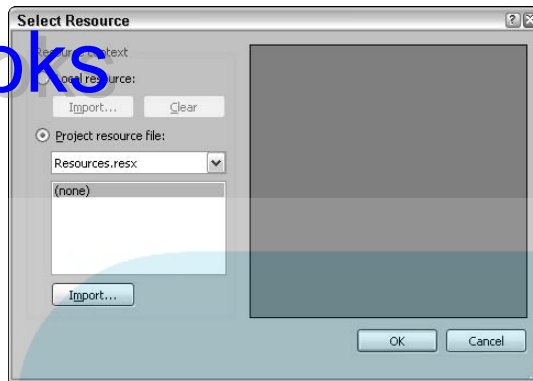 Select Resource
Resource context
Local resource:
Import...
Clear
Project resource file:
Resources.resx
(none)
Import...
OK
Cancel
oks